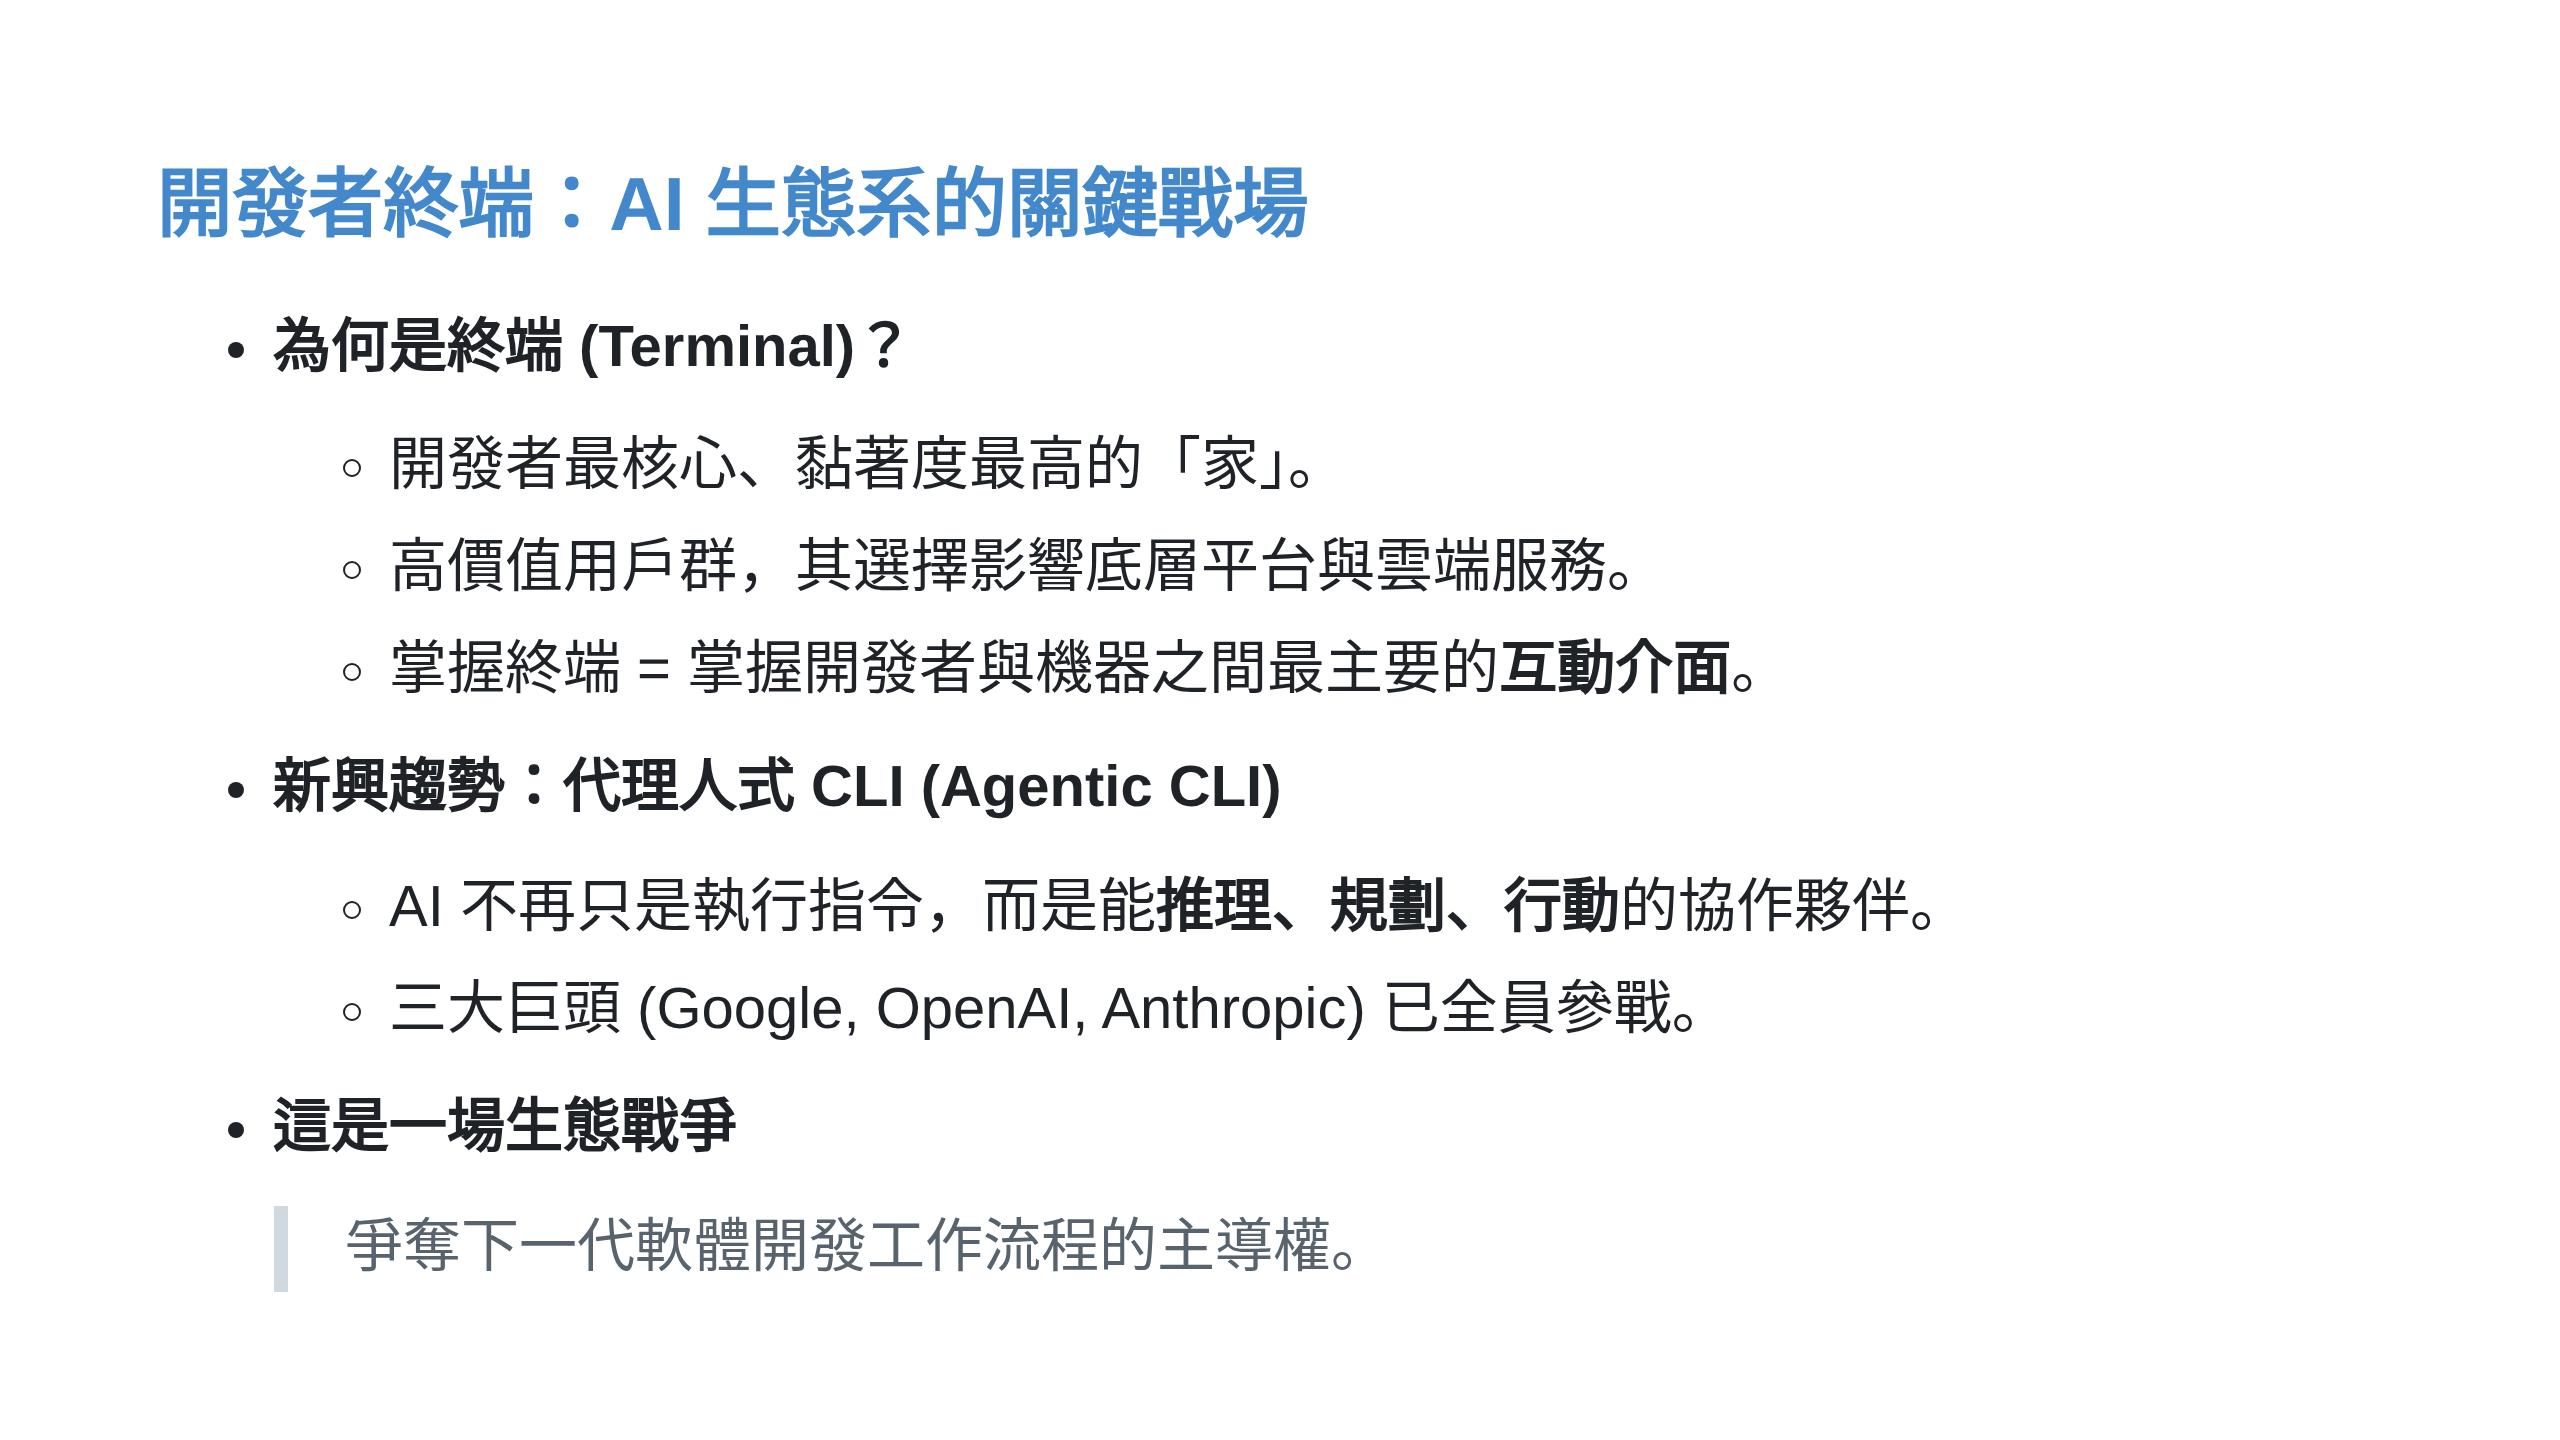 開發者終端：AI 生態系的關鍵戰場
為何是終端 (Terminal)？
開發者最核心、黏著度最高的「家」。
高價值用戶群，其選擇影響底層平台與雲端服務。
掌握終端 = 掌握開發者與機器之間最主要的互動介面。
新興趨勢：代理人式 CLI (Agentic CLI)
AI 不再只是執行指令，而是能推理、規劃、行動的協作夥伴。
三大巨頭 (Google, OpenAI, Anthropic) 已全員參戰。
這是一場生態戰爭
爭奪下一代軟體開發工作流程的主導權。